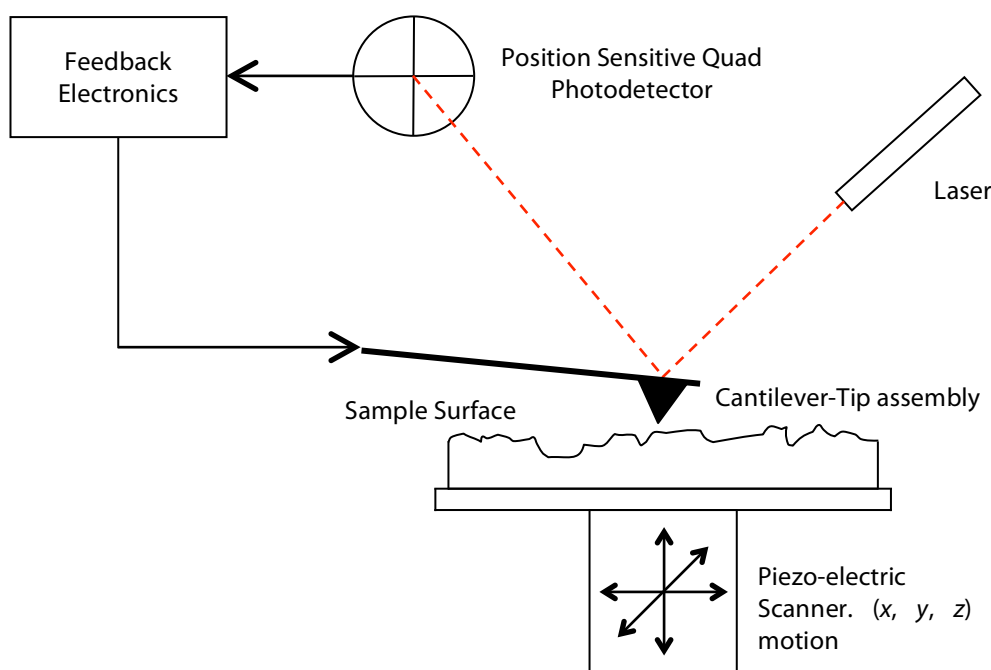 Feedback
Electronics
Position Sensitive Quad
Photodetector
Laser
Cantilever-Tip assembly
Sample Surface
Piezo-electric
Scanner. (x, y, z)
motion